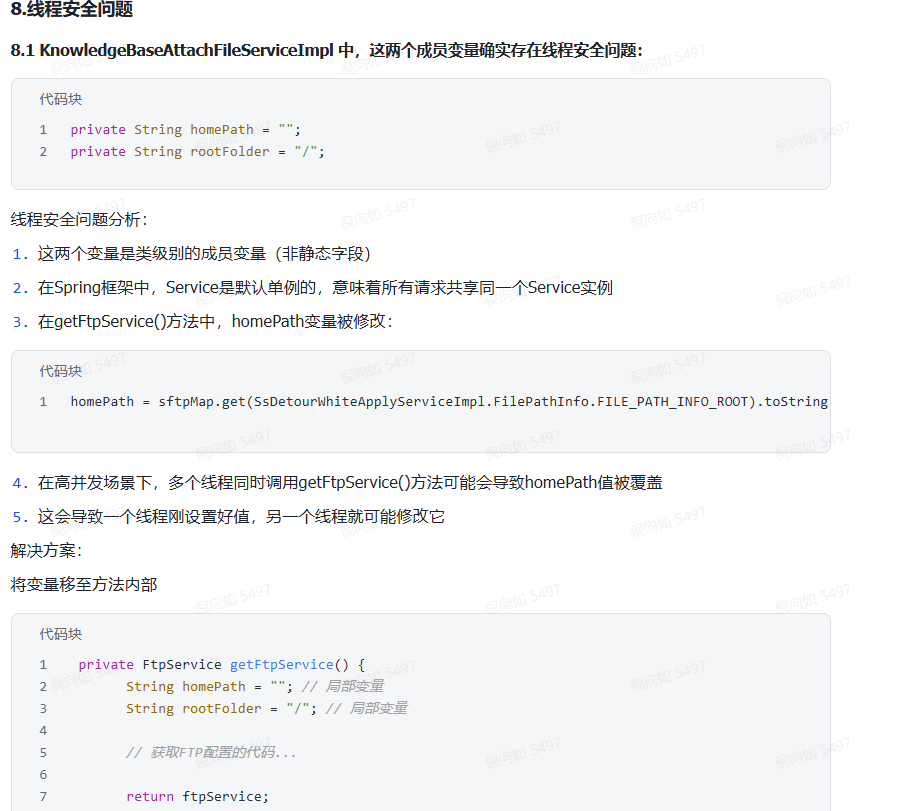 8.线程安全问题
8.1 KnowledgeBaseAttachFileServiceImpl 中，这两个成员变量确实存在线程安全问题：
代码块
1 private String homePath = "";
2 private String rootFolder = "/";
线程安全问题分析：
1. 这两个变量是类级别的成员变量（非静态字段）
2. 在Spring框架中，Service是默认单例的，意味着所有请求共享同一个Service实例
3. 在getFtpService()方法中，homePath变量被修改：
代码块
1 homePath = sftpMap.get(SsDetourWhiteApplyServiceImpl.FilePathInfo.FILE_PATH_INFO_ROOT).toString
4. 在高并发场景下，多个线程同时调用getFtpService()方法可能会导致homePath值被覆盖
5. 这会导致一个线程刚设置好值，另一个线程就可能修改它
解决方案：
将变量移至方法内部
代码块
1 private FtpService getFtpService() {
2 String homePath = ""; // 局部变量
3 String rootFolder = "/"; // 局部变量
4
5 // 获取FTP配置的代码...
6
7 return ftpService;
倪向如 5497